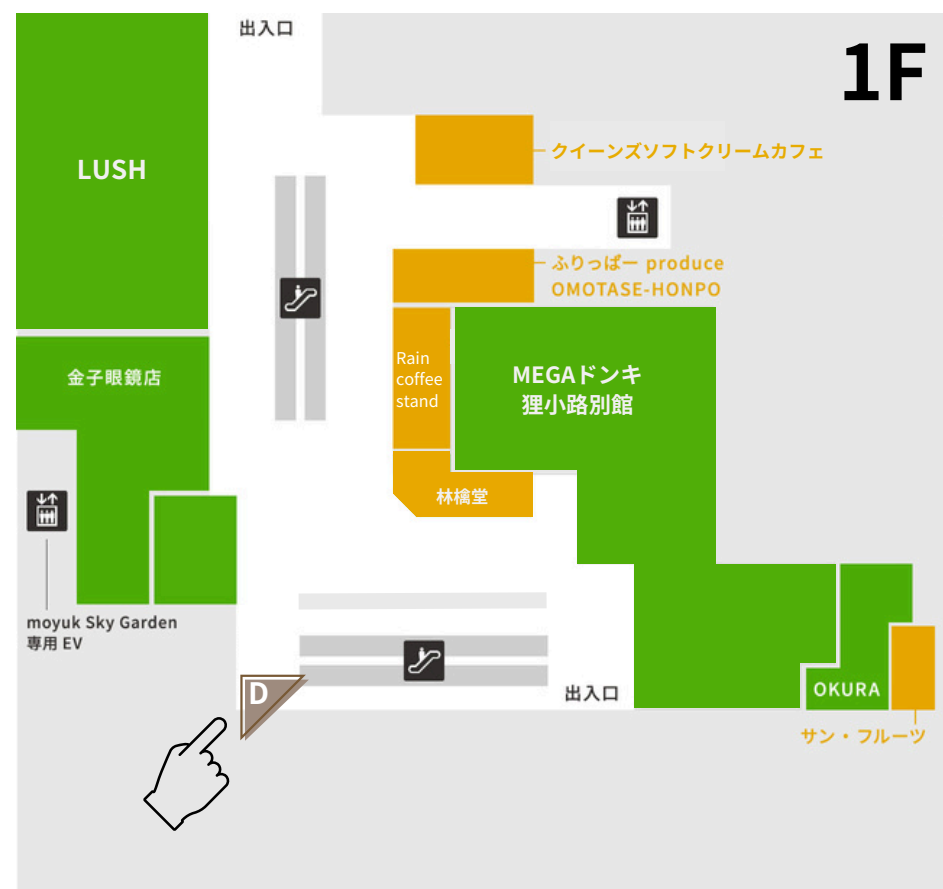 出入口
1F
LUSH
クイーンズソフトクリームカフェ
ふりっぱー produce
OMOTASE-HONPO
金子眼鏡店
Rain
coffee
stand
MEGAドンキ
狸小路別館
林檎堂
moyuk Sky Garden
専用 EV
D
出入口
OKURA
サン・フルーツ